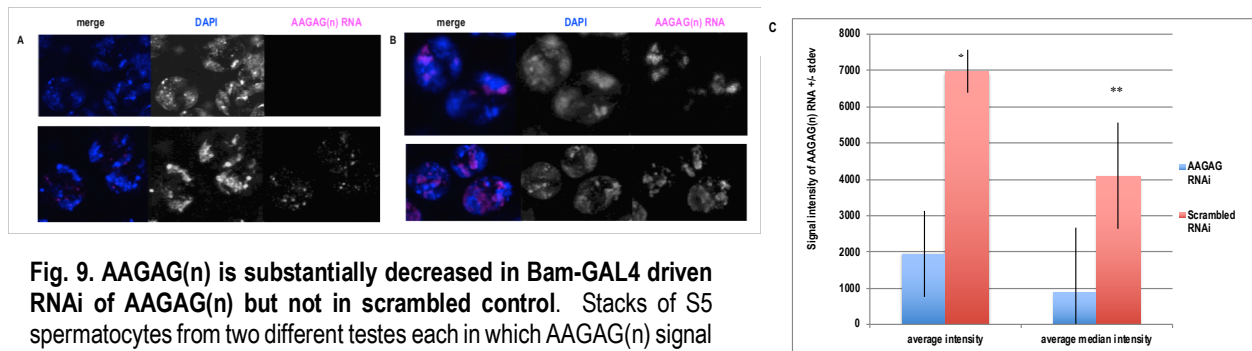 merge DAPI AAGAG(n) RNA merge DAPI AAGAG(n) RNA
A B
C
Signal intensity of AAGAG(n) RNA +/- stdev
8000
7000
6000
5000
4000
3000
2000
1000
0
*
**
average intensity average median intensity
AAGAG
RNAi
Scrambled
RNAi
Fig. 9. AAGAG(n) is substantially decreased in Bam-GAL4 driven
RNAi of AAGAG(n) but not in scrambled control. Stacks of S5
spermatocytes from two different testes each in which AAGAG(n) signal